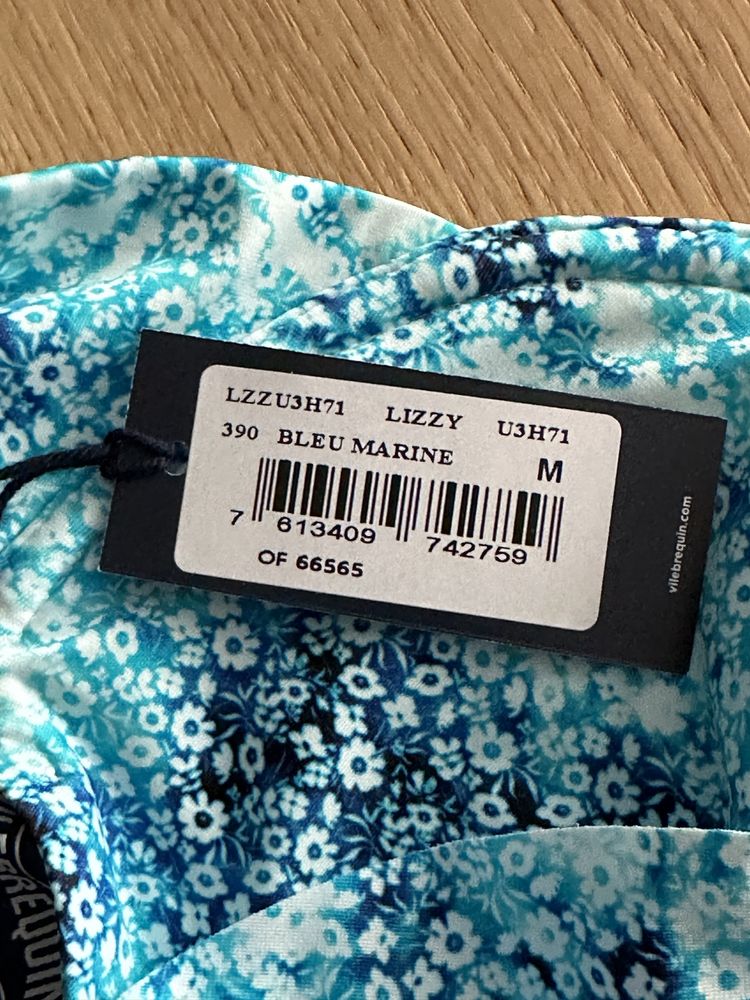 LZZU3H71 LIZZY U3H71
390 BLEU MARINE M
7 613409 742759
OF 66565
vilebrequin.com